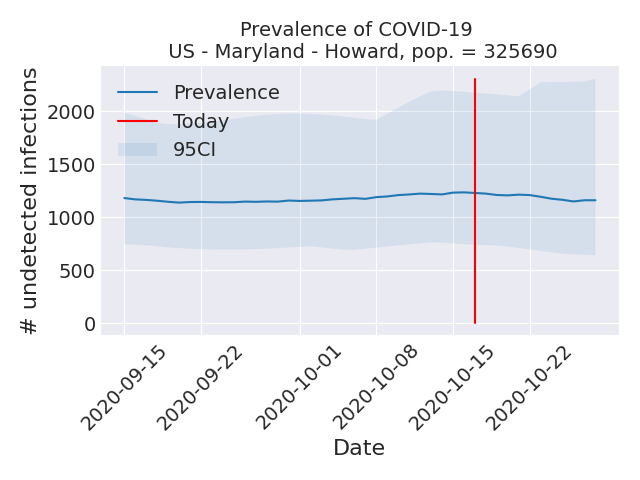 Prevalence of COVID-19
US - Maryland - Howard, pop. = 325690
# undetected infections
2000
1500
1000
500
0
Prevalence
Today
95CI
2020-09-15
2020-09-22
2020-10-01
2020-10-08
2020-10-15
2020-10-22
Date